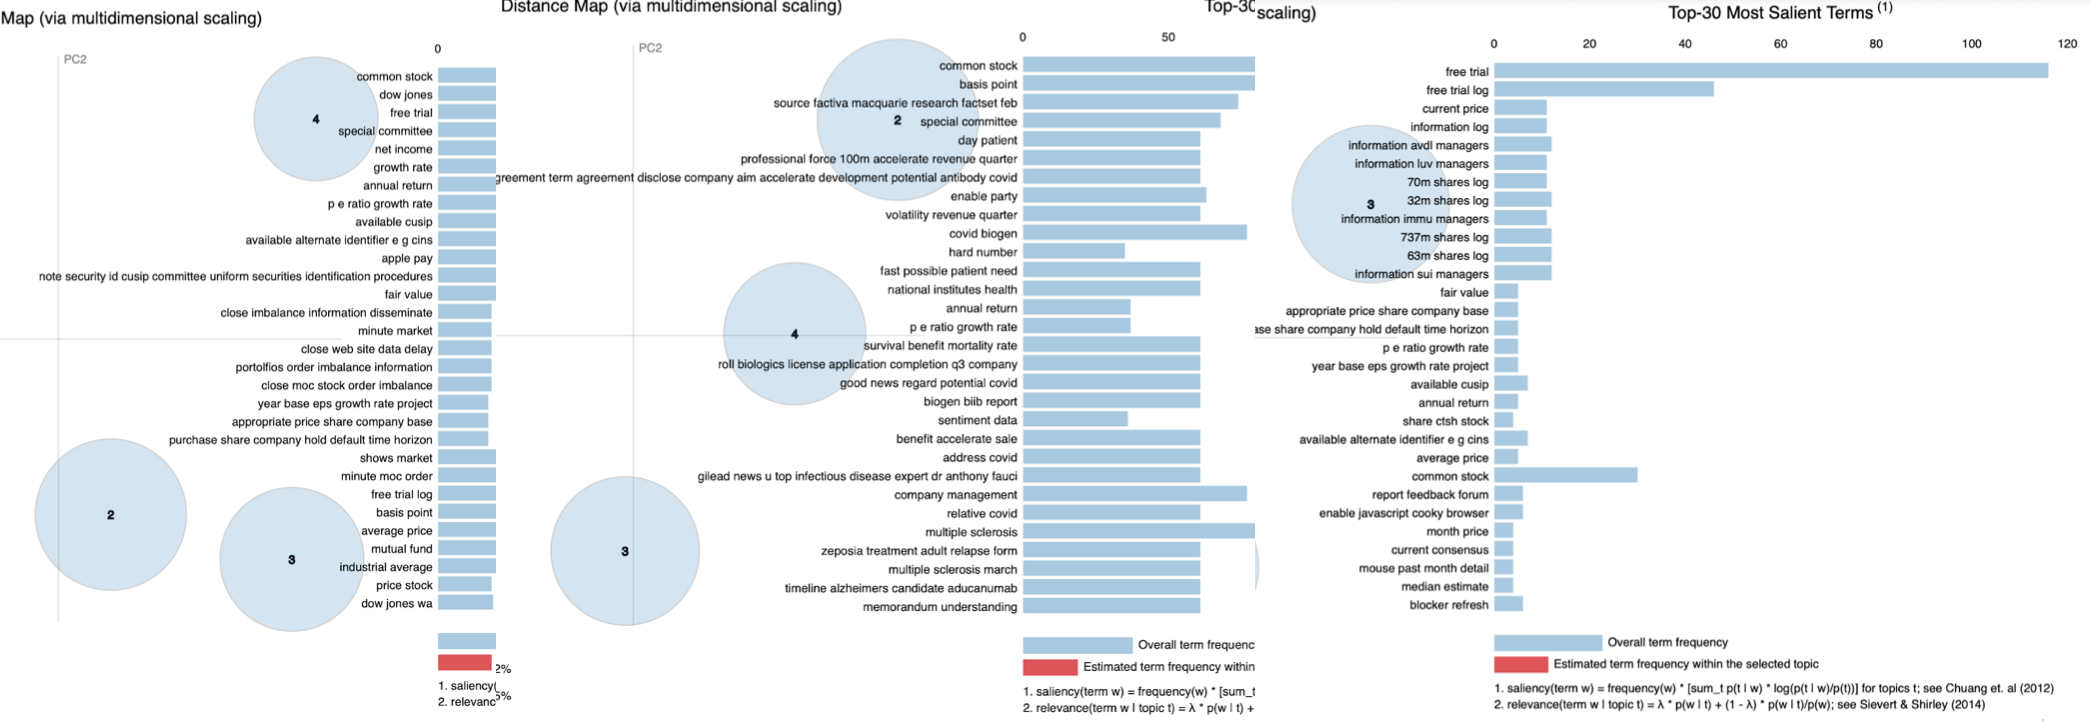 Map (via multidimensional scaling)
PC2
0
4
common stock
dow jones
free trial
special committee
net income
growth rate
annual return
p e ratio growth rate
available cusip
available alternate identifier e g cins
apple pay
note security id cusip committee uniform securities identification procedures
fair value
close imbalance information disseminate
minute market
close web site data delay
portolfios order imbalance information
close moc stock order imbalance
year base eps growth rate project
appropriate price share company base
purchase share company hold default time horizon
shows market
minute moc order
free trial log
basis point
average price
mutual fund
industrial average
price stock
dow jones wa
2
3
2%
5%
1. saliency(
2. relevanc
Distance Map (via multidimensional scaling)
Top-30
PC2
0 50
2
4
3
common stock
basis point
source factiva macquarie research factset feb
special committee
day patient
professional force 100m accelerate revenue quarter
greement term agreement disclose company aim accelerate development potential antibody covid
enable party
volatility revenue quarter
covid biogen
hard number
fast possible patient need
national institutes health
annual return
p e ratio growth rate
survival benefit mortality rate
roll biologics license application completion q3 company
good news regard potential covid
biogen biib report
sentiment data
benefit accelerate sale
address covid
gilead news u top infectious disease expert dr anthony fauci
company management
relative covid
multiple sclerosis
zeposia treatment adult relapse form
multiple sclerosis march
timeline alzheimers candidate aducanumab
memorandum understanding
Overall term frequenc
Estimated term frequency within
1. saliency(term w) = frequency(w) * [sum_t
2. relevance(term w | topic t) = λ * p(w | t) +
scaling)
Top-30 Most Salient Terms (1)
0 20 40 60 80 100 120
3
free trial
free trial log
current price
information log
information avdl managers
information luv managers
70m shares log
32m shares log
information immu managers
737m shares log
63m shares log
information sui managers
fair value
appropriate price share company base
ase share company hold default time horizon
p e ratio growth rate
year base eps growth rate project
available cusip
annual return
share ctsh stock
available alternate identifier e g cins
average price
common stock
report feedback forum
enable javascript cooky browser
month price
current consensus
mouse past month detail
median estimate
blocker refresh
Overall term frequency
Estimated term frequency within the selected topic
1. saliency(term w) = frequency(w) * [sum_t p(t | w) * log(p(t | w)/p(t))] for topics t; see Chuang et. al (2012)
2. relevance(term w | topic t) = λ * p(w | t) + (1 - λ) * p(w | t)/p(w); see Sievert & Shirley (2014)